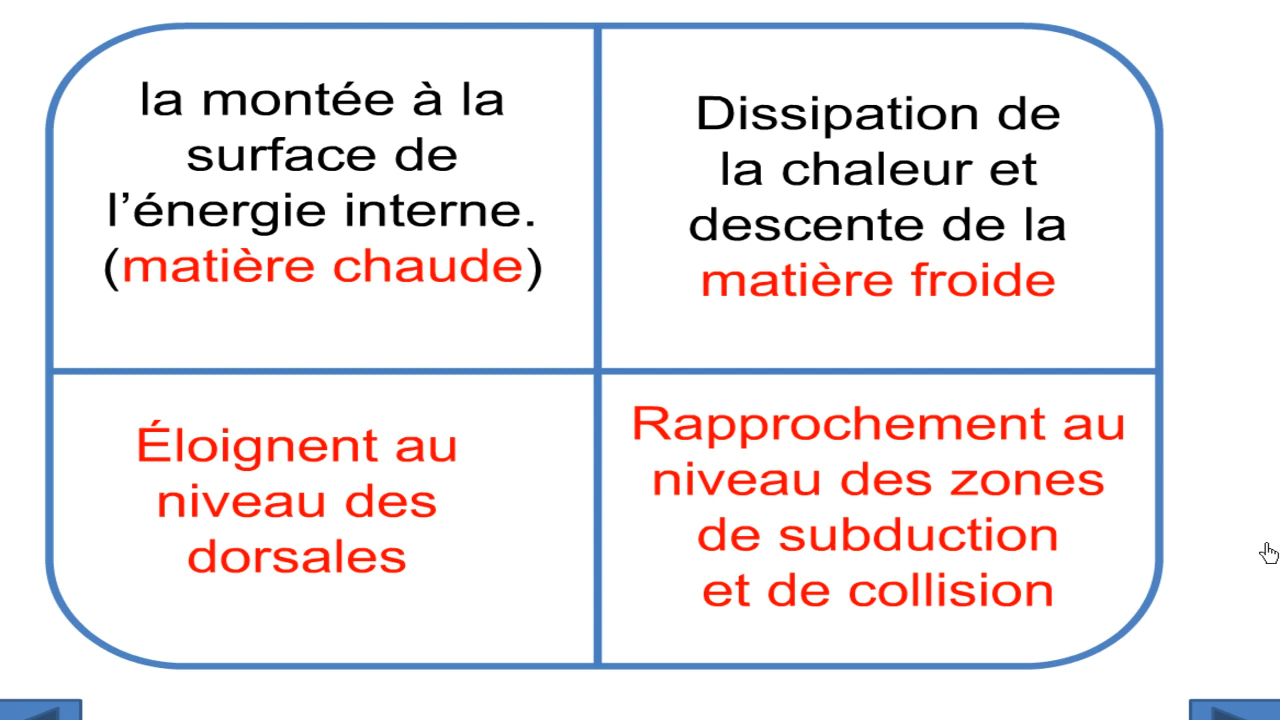 la montée à la
surface de
l’énergie interne.
(matière chaude)
Dissipation de
la chaleur et
descente de la
matière froide
Éloignent au
niveau des
dorsales
Rapprochement au
niveau des zones
de subduction
et de collision